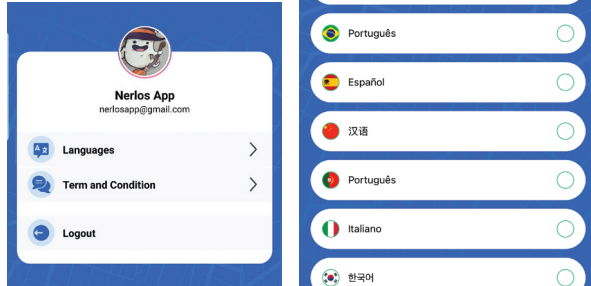 Nerlos App
nerlosapp@gmail.com
Languages
Term and Condition
Logout
Português
Español
汉语
Português
Italiano
한국어